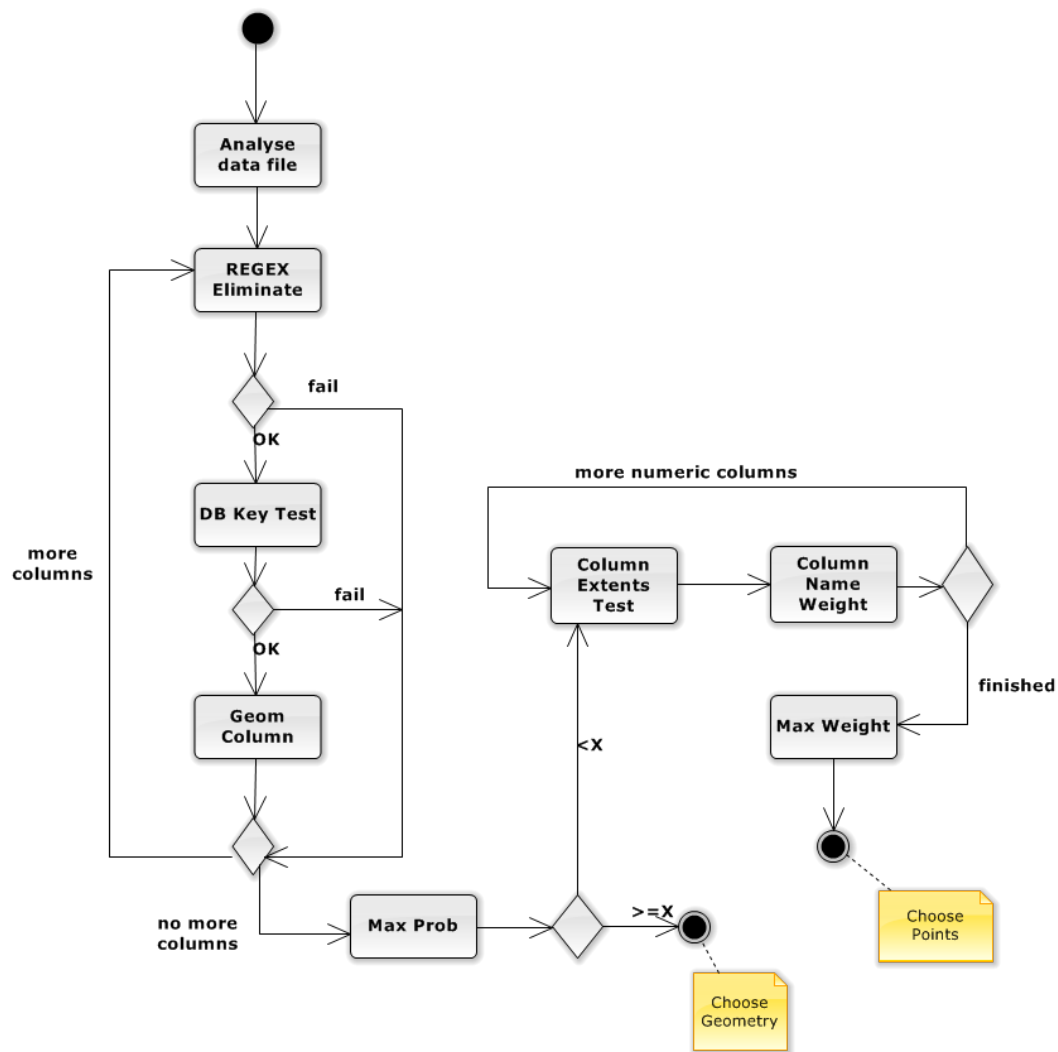 Analyse
data file
REGEX
Eliminate
fail
OK
DB Key Test
more
columns
fail
OK
Geom
Column
no more
columns
Max Prob
<X
>=X
Choose
Geometry
more numeric columns
Column
Extents
Test
Column
Name
Weight
finished
Max Weight
Choose
Points